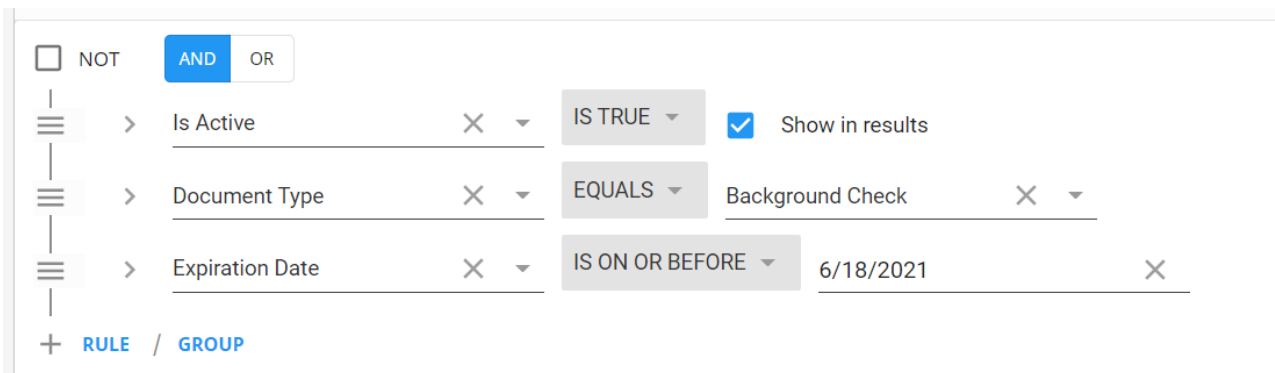 NOT AND OR
Is Active IS TRUE Show in results
Document Type EQUALS Background Check
Expiration Date IS ON OR BEFORE 6/18/2021
+ RULE / GROUP